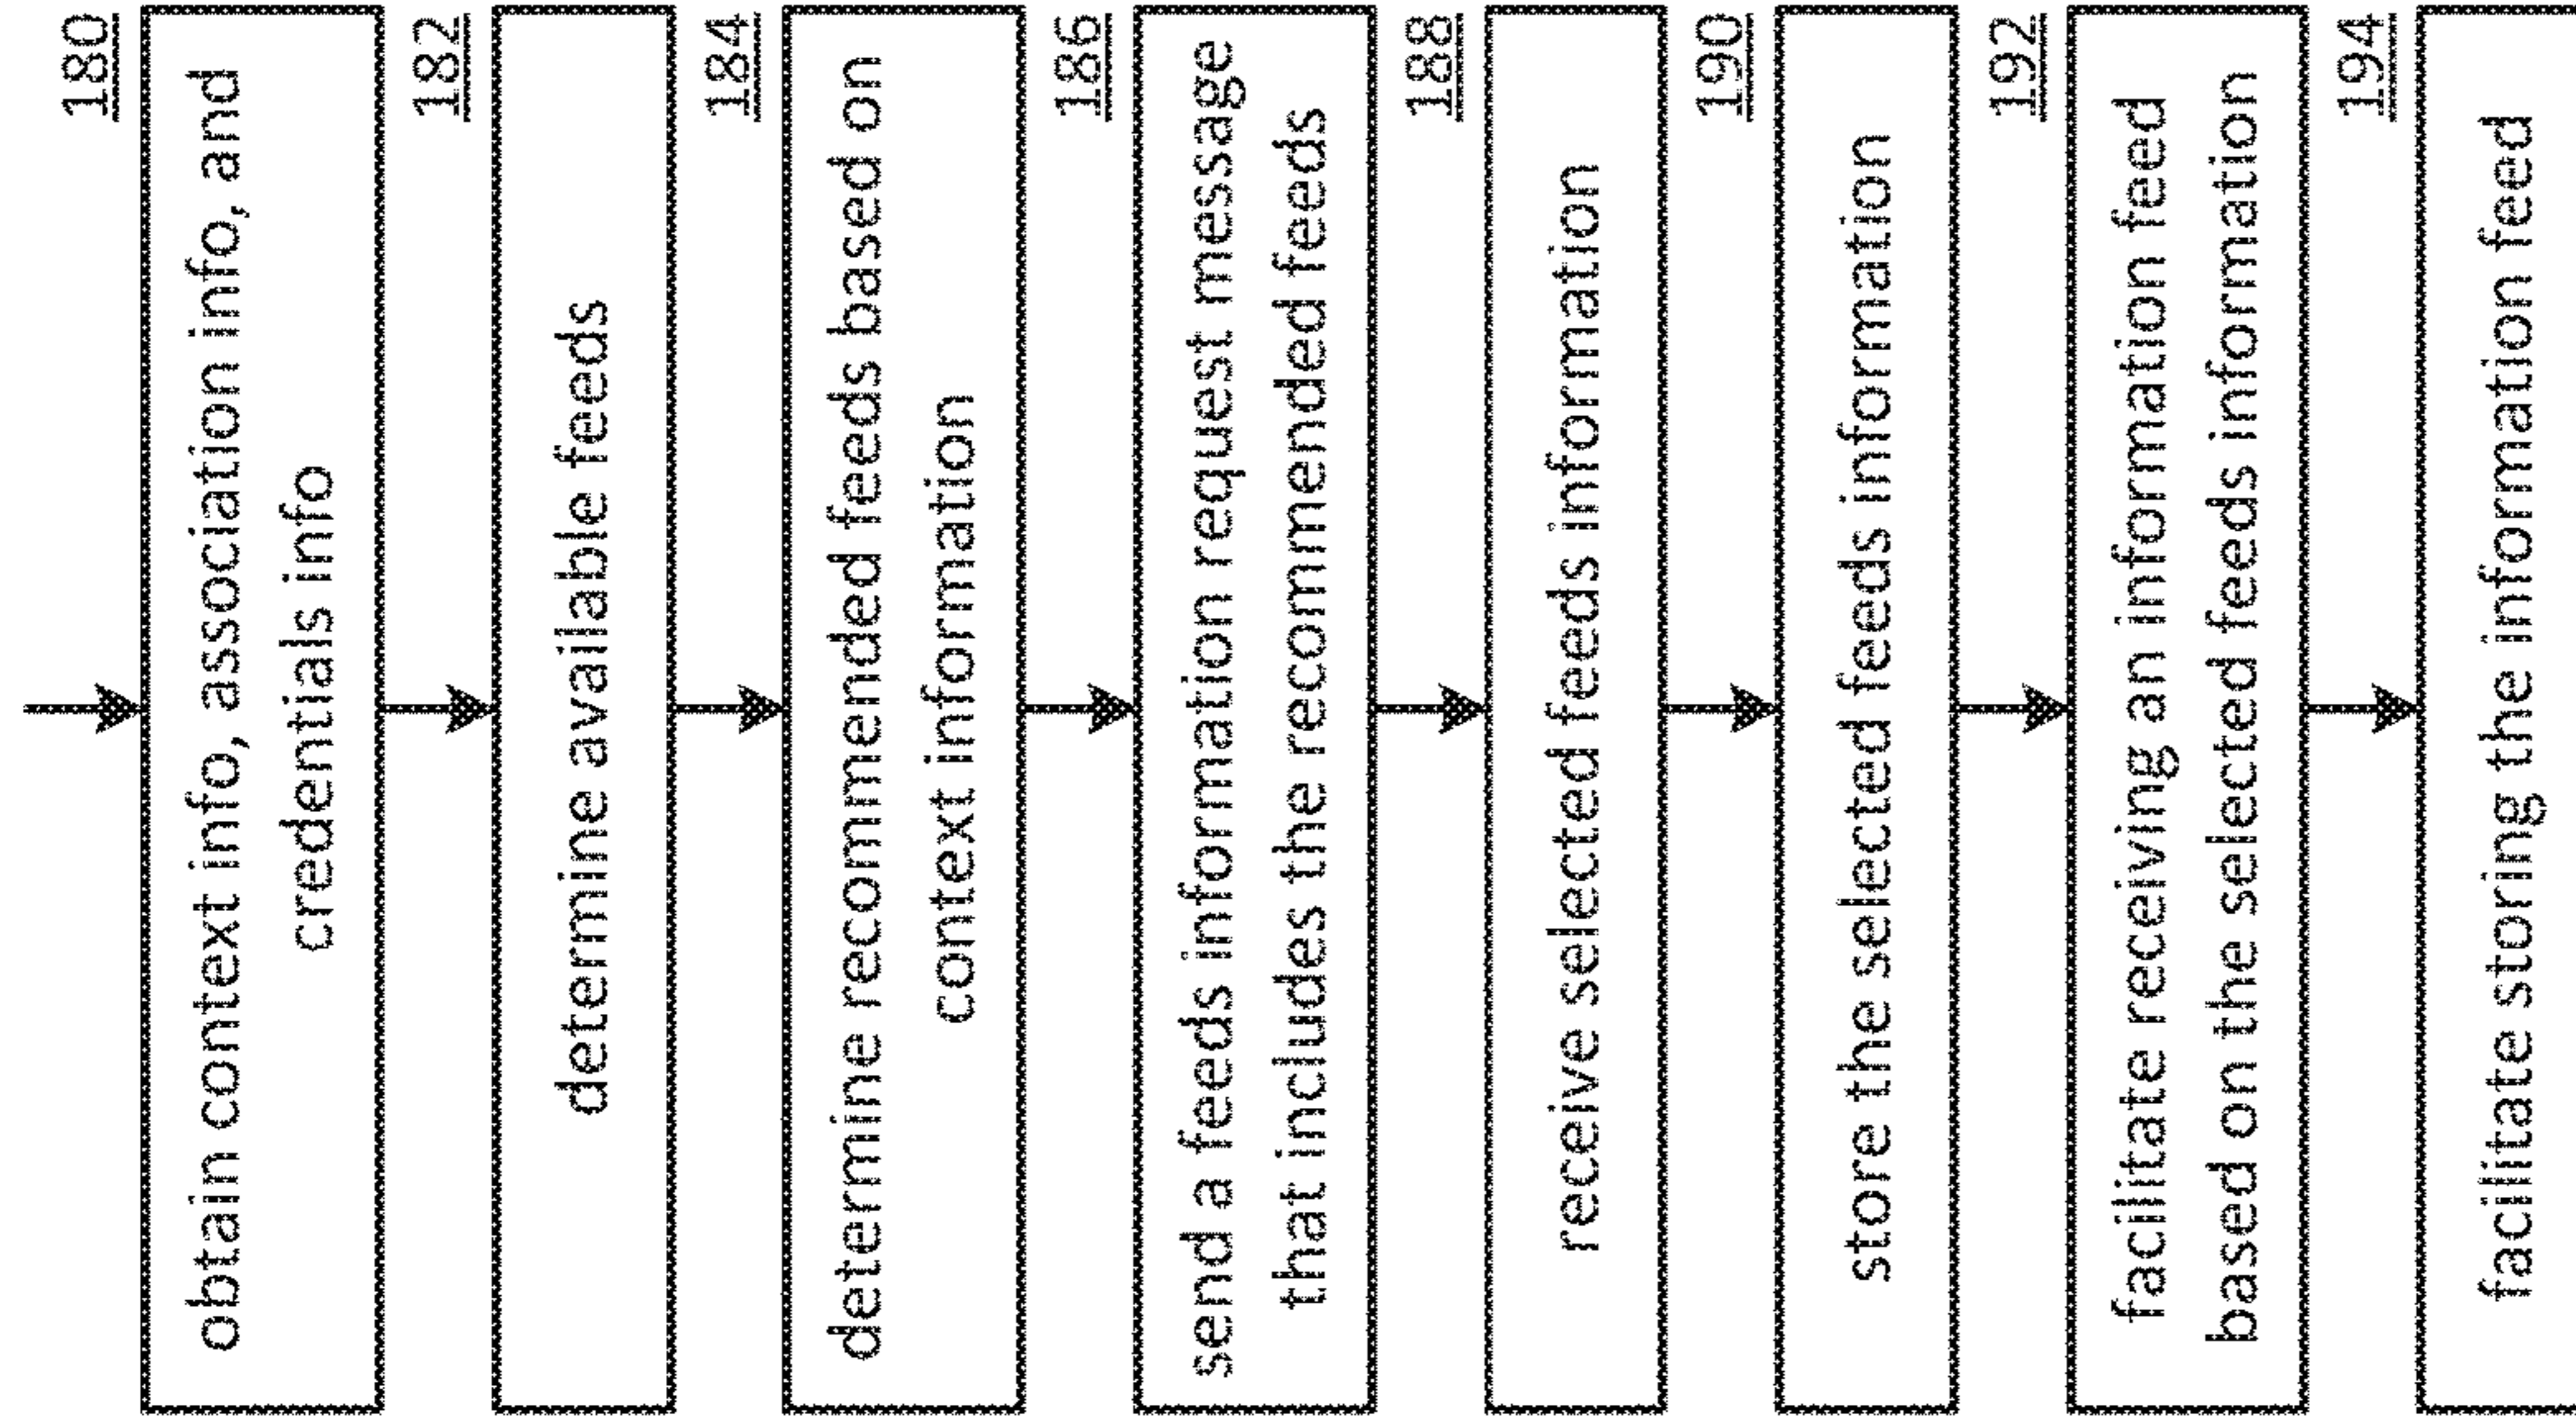 180
obtain context info, association info, and
credentials info
182
determine available feeds
184
determine recommended feeds based on
context information
186
send a feeds information request message
that includes the recommended feeds
188
receive selected feeds information
190
store the selected feeds information
192
facilitate receiving an information feed
based on the selected feeds information
194
facilitate storing the information feed